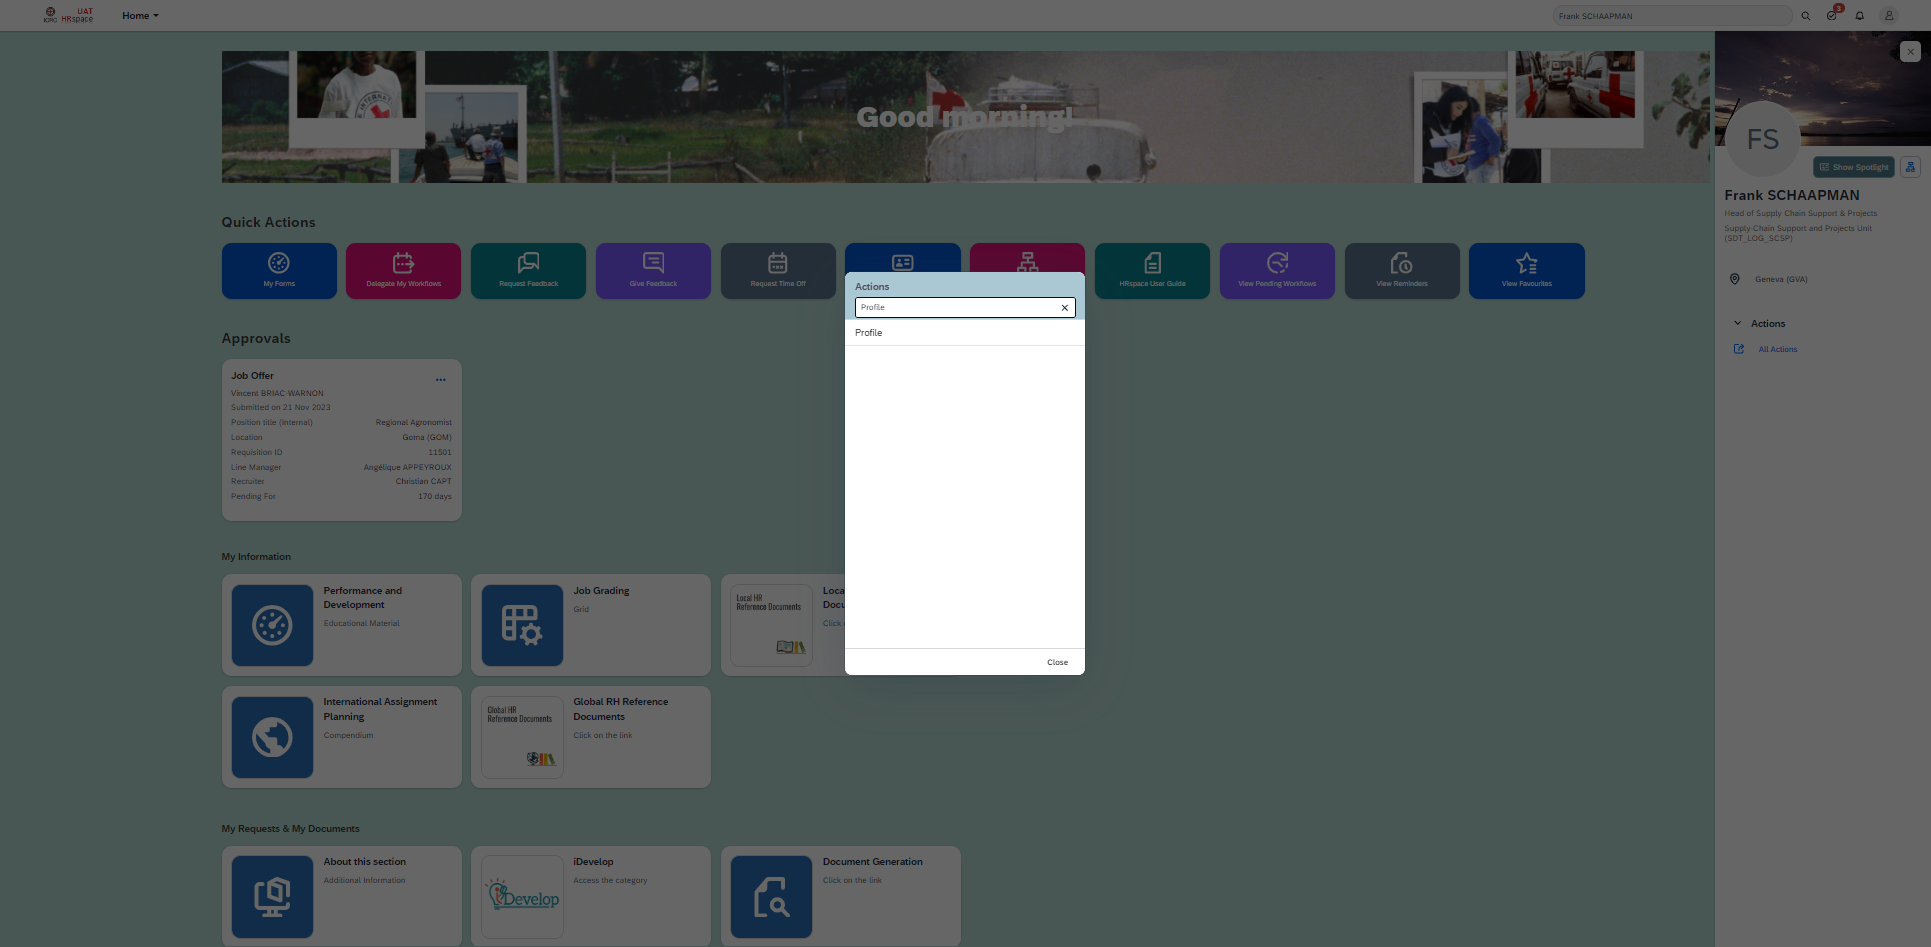 ICRC
UAT
HRspace
Home
Frank SCHAAPMAN
3
Good morning!
FS
Show Spotlight
Frank SCHAAPMAN
Head of Supply Chain Support & Projects
Supply Chain Support and Projects Unit
(SDT_LOG_SCSP)
Geneva (GVA)
Actions
All Actions
Quick Actions
My Forms
Delegate My Workflows
Request Feedback
Give Feedback
Request Time Off
HRspace User Guide
View Pending Workflows
View Reminders
View Favourites
Actions
Profile
Profile
Close
Approvals
Job Offer
Vincent BRIAC-WARNON
Submitted on 21 Nov 2023
Position title (Internal) Regional Agronomist
Location Goma (GOM)
Requisition ID 11501
Line Manager Angélique APPEYROUX
Recruiter Christian CAPT
Pending For 170 days
My Information
Performance and
Development
Educational Material
Job Grading
Grid
Local HR
Reference Documents
Loca
Docu
Click
International Assignment
Planning
Compendium
Global HR
Reference Documents
Global RH Reference
Documents
Click on the link
My Requests & My Documents
About this section
Additional Information
iDevelop
iDevelop
Access the category
Document Generation
Click on the link